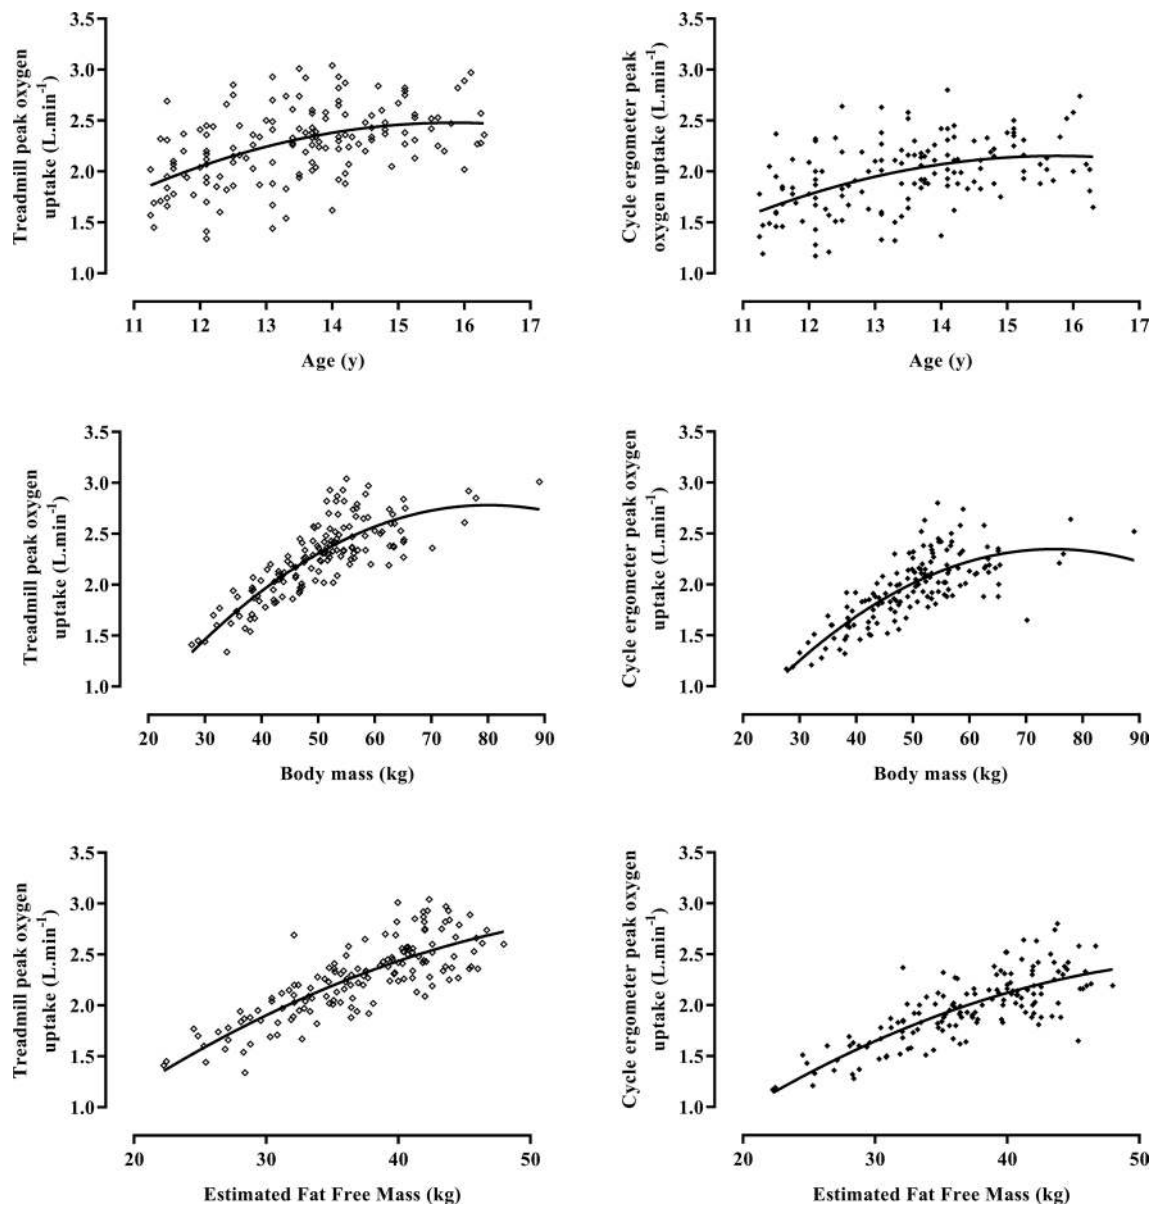 Treadmill peak oxygen
uptake (L.min⁻¹)
3.5
3.0
2.5
2.0
1.5
1.0
11 12 13 14 15 16 17
Age (y)
Cycle ergometer peak
oxygen uptake (L.min⁻¹)
3.5
3.0
2.5
2.0
1.5
1.0
11 12 13 14 15 16 17
Age (y)
Treadmill peak oxygen
uptake (L.min⁻¹)
3.5
3.0
2.5
2.0
1.5
1.0
20 30 40 50 60 70 80 90
Body mass (kg)
Cycle ergometer peak oxygen
uptake (L.min⁻¹)
3.5
3.0
2.5
2.0
1.5
1.0
20 30 40 50 60 70 80 90
Body mass (kg)
Treadmill peak oxygen
uptake (L.min⁻¹)
3.5
3.0
2.5
2.0
1.5
1.0
20 30 40 50
Estimated Fat Free Mass (kg)
Cycle ergometer peak oxygen
uptake (L.min⁻¹)
3.5
3.0
2.5
2.0
1.5
1.0
20 30 40 50
Estimated Fat Free Mass (kg)